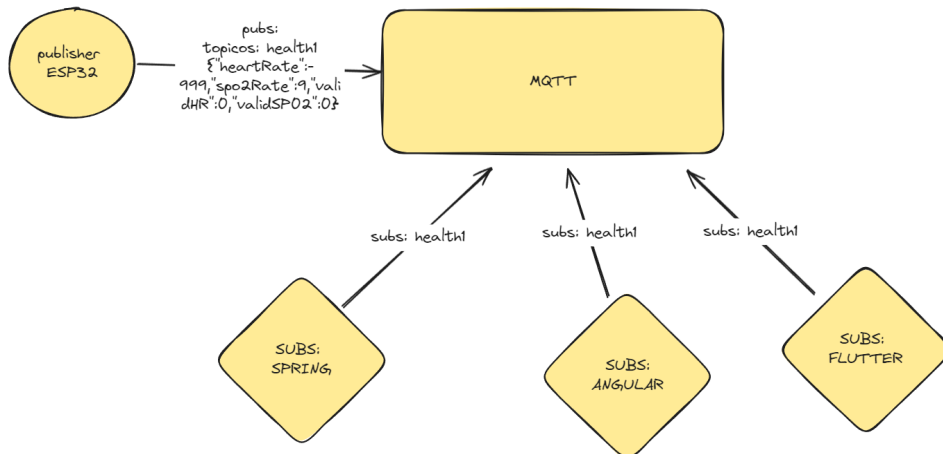 publisher
ESP32
pubs:
topicos: health1
{"heartRate":-
999,"spo2Rate":9,"vali
dHR":0,"validSPO2":0}
MQTT
subs: health1
subs: health1
subs: health1
SUBS:
SPRING
SUBS:
ANGULAR
SUBS:
FLUTTER